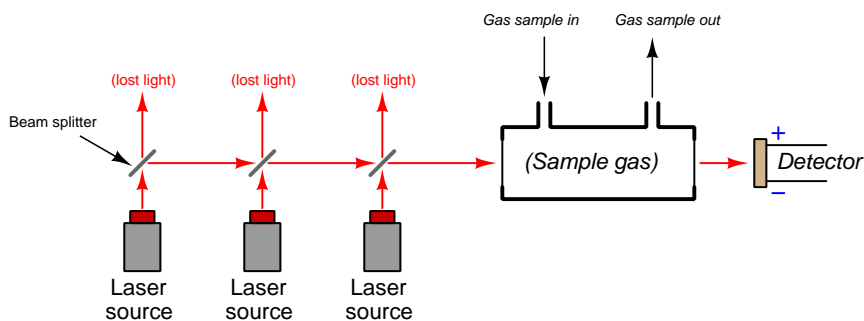 Gas sample in
Gas sample out
(lost light)
(lost light)
(lost light)
Beam splitter
+
(Sample gas)
Detector
−
Laser
source
Laser
source
Laser
source